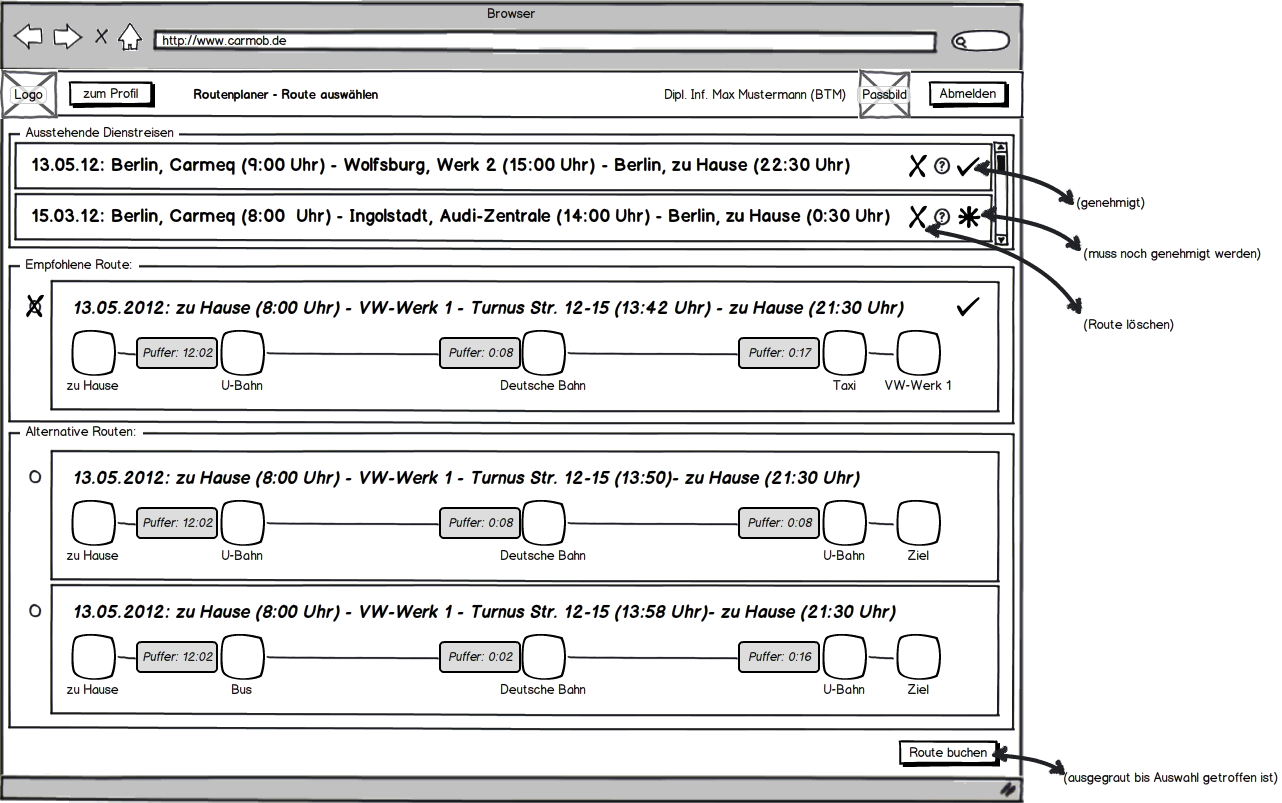 Browser
http://www.carmob.de
Logo
zum Profil
Routenplaner - Route auswählen
Dipl. Inf. Max Mustermann (BTM)
Passbild
Abmelden
Ausstehende Dienstreisen
13.05.12: Berlin, Carmeq (9:00 Uhr) - Wolfsburg, Werk 2 (15:00 Uhr) - Berlin, zu Hause (22:30 Uhr)
?
(genehmigt)
15.03.12: Berlin, Carmeq (8:00 Uhr) - Ingolstadt, Audi-Zentrale (14:00 Uhr) - Berlin, zu Hause (0:30 Uhr)
?
(muss noch genehmigt werden)
(Route löschen)
Empfohlene Route:
13.05.2012: zu Hause (8:00 Uhr) - VW-Werk 1 - Turnus Str. 12-15 (13:42 Uhr) - zu Hause (21:30 Uhr)
Puffer: 12:02
Puffer: 0:08
Puffer: 0:17
zu Hause
U-Bahn
Deutsche Bahn
Taxi
VW-Werk 1
Alternative Routen:
13.05.2012: zu Hause (8:00 Uhr) - VW-Werk 1 - Turnus Str. 12-15 (13:50)- zu Hause (21:30 Uhr)
Puffer: 12:02
Puffer: 0:08
Puffer: 0:08
zu Hause
U-Bahn
Deutsche Bahn
U-Bahn
Ziel
13.05.2012: zu Hause (8:00 Uhr) - VW-Werk 1 - Turnus Str. 12-15 (13:58 Uhr)- zu Hause (21:30 Uhr)
Puffer: 12:02
Puffer: 0:02
Puffer: 0:16
zu Hause
Bus
Deutsche Bahn
U-Bahn
Ziel
Route buchen
(ausgegraut bis Auswahl getroffen ist)